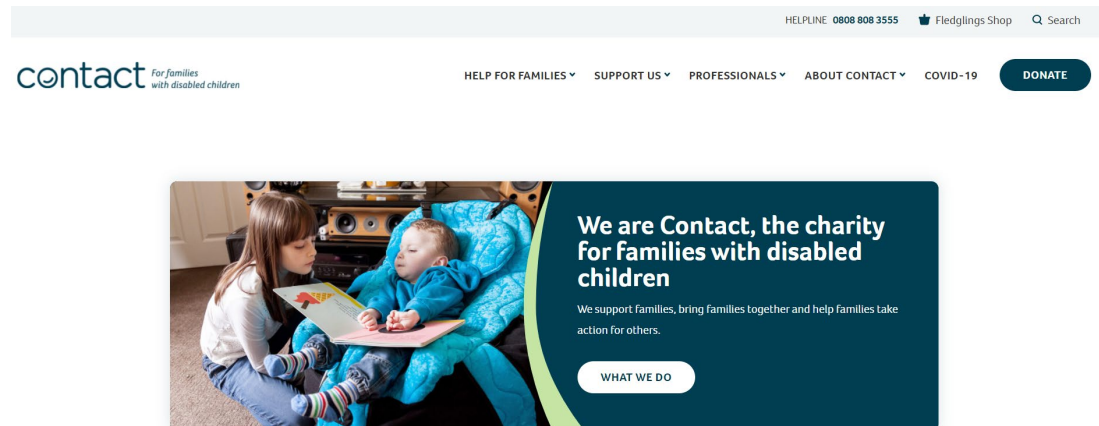 HELPLINE 0808 808 3555 Fledglings Shop Search
contact For families
with disabled children
HELP FOR FAMILIES SUPPORT US PROFESSIONALS ABOUT CONTACT COVID-19 DONATE
We are Contact, the charity
for families with disabled
children
We support families, bring families together and help families take
action for others.
WHAT WE DO